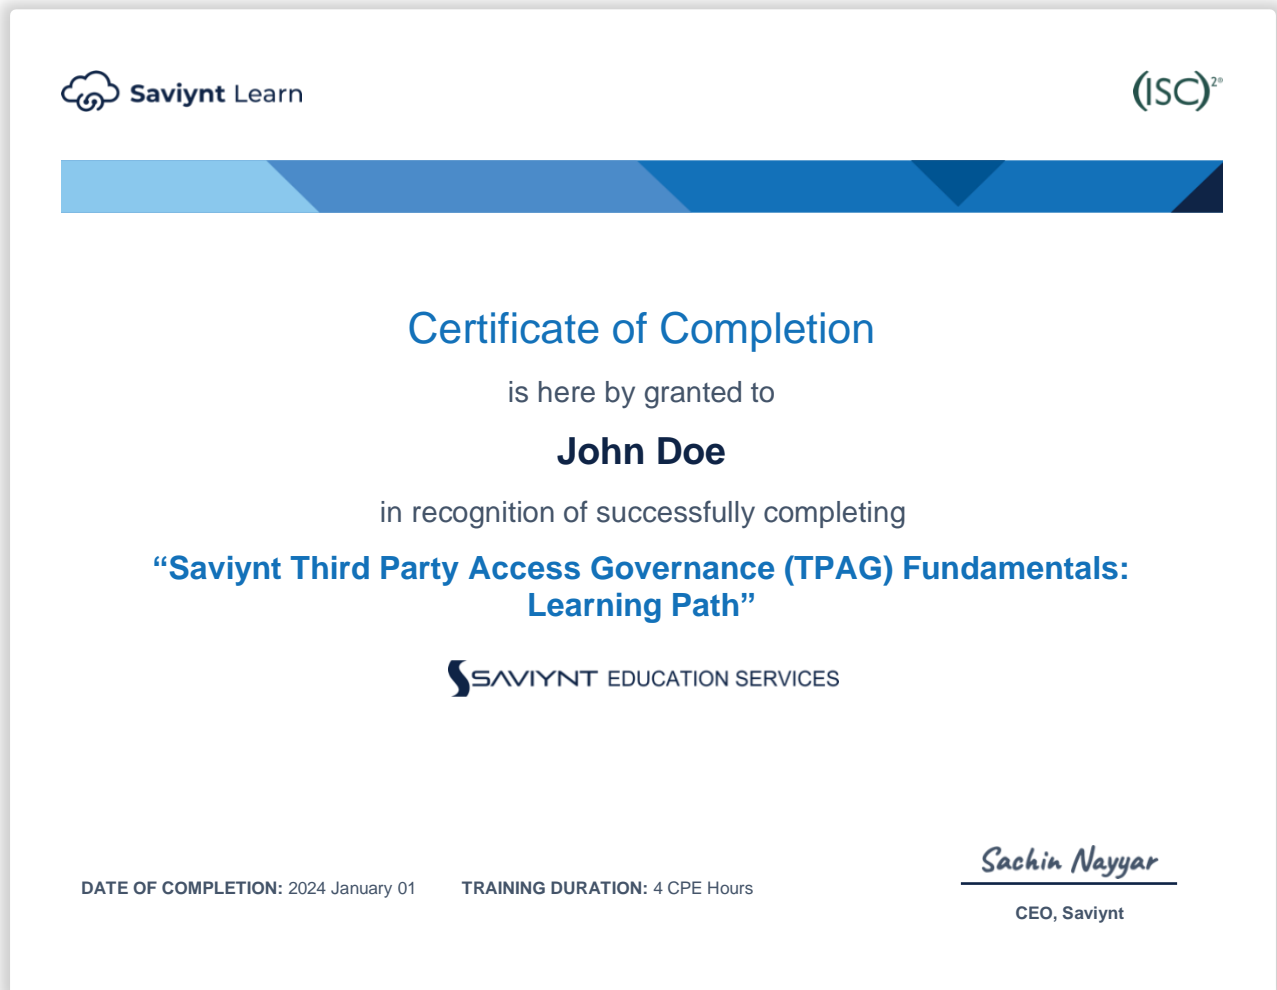 Saviynt Learn
(ISC)²®
Certificate of Completion
is here by granted to
John Doe
in recognition of successfully completing
“Saviynt Third Party Access Governance (TPAG) Fundamentals:
Learning Path”
SAVIYNT EDUCATION SERVICES
Sachin Nayyar
DATE OF COMPLETION: 2024 January 01 TRAINING DURATION: 4 CPE Hours
CEO, Saviynt